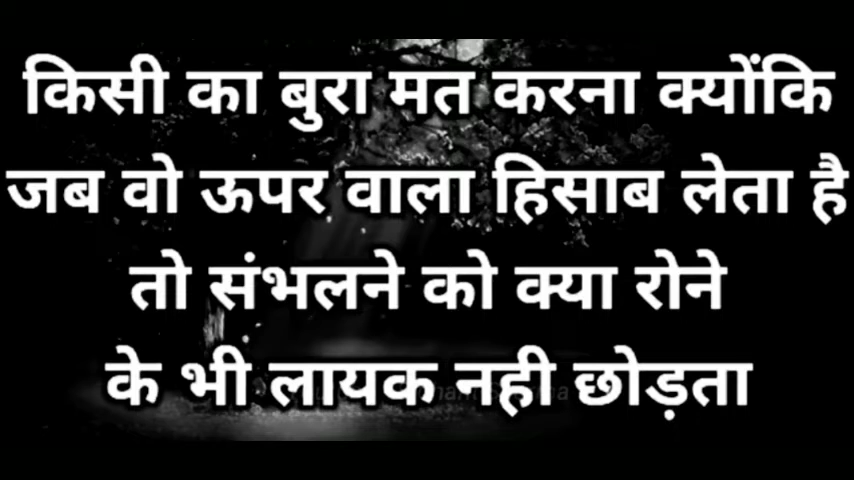 किसी का बुरा मत करना क्योंकि
जब वो ऊपर वाला हिसाब लेता है
तो संभलने को क्या रोने
के भी लायक नही छोड़ता